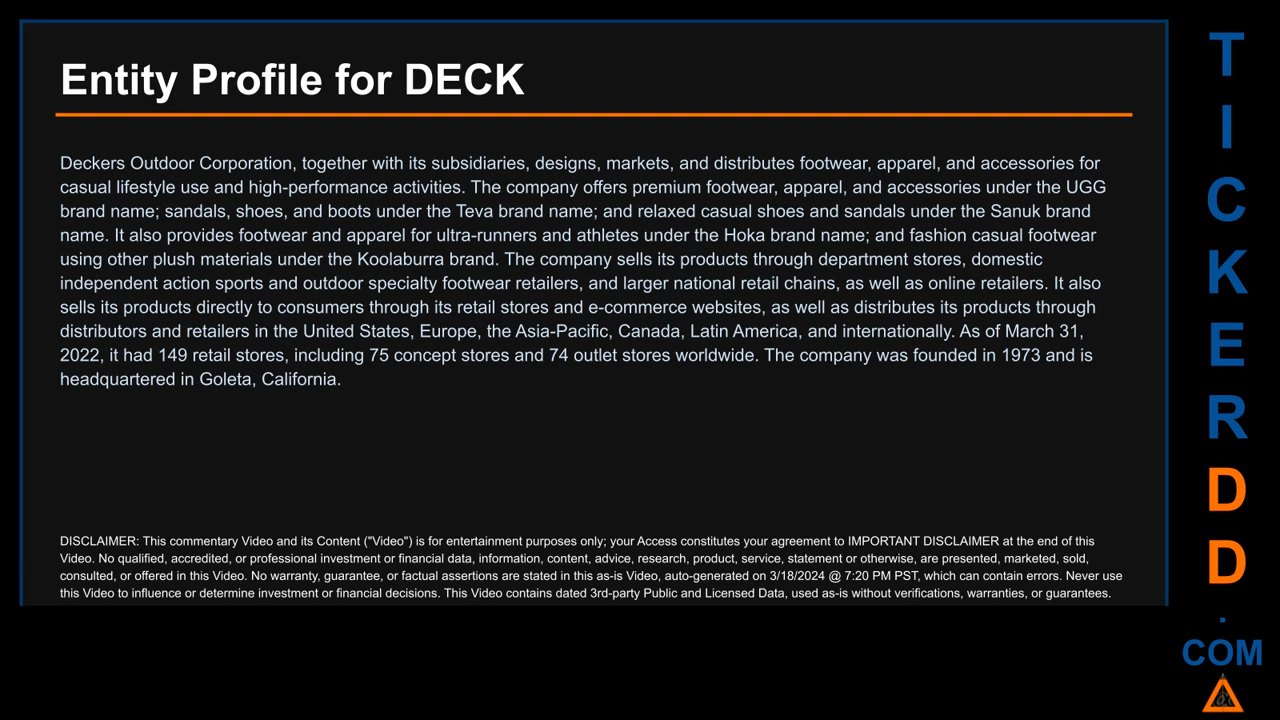 Entity Profile for DECK
Deckers Outdoor Corporation, together with its subsidiaries, designs, markets, and distributes footwear, apparel, and accessories for
casual lifestyle use and high-performance activities. The company offers premium footwear, apparel, and accessories under the UGG
brand name; sandals, shoes, and boots under the Teva brand name; and relaxed casual shoes and sandals under the Sanuk brand
name. It also provides footwear and apparel for ultra-runners and athletes under the Hoka brand name; and fashion casual footwear
using other plush materials under the Koolaburra brand. The company sells its products through department stores, domestic
independent action sports and outdoor specialty footwear retailers, and larger national retail chains, as well as online retailers. It also
sells its products directly to consumers through its retail stores and e-commerce websites, as well as distributes its products through
distributors and retailers in the United States, Europe, the Asia-Pacific, Canada, Latin America, and internationally. As of March 31,
2022, it had 149 retail stores, including 75 concept stores and 74 outlet stores worldwide. The company was founded in 1973 and is
headquartered in Goleta, California.
DISCLAIMER: This commentary Video and its Content ("Video") is for entertainment purposes only; your Access constitutes your agreement to IMPORTANT DISCLAIMER at the end of this
Video. No qualified, accredited, or professional investment or financial data, information, content, advice, research, product, service, statement or otherwise, are presented, marketed, sold,
consulted, or offered in this Video. No warranty, guarantee, or factual assertions are stated in this as-is Video, auto-generated on 3/18/2024 @ 7:20 PM PST, which can contain errors. Never use
this Video to influence or determine investment or financial decisions. This Video contains dated 3rd-party Public and Licensed Data, used as-is without verifications, warranties, or guarantees.
T
I
C
K
E
R
D
D
.
COM